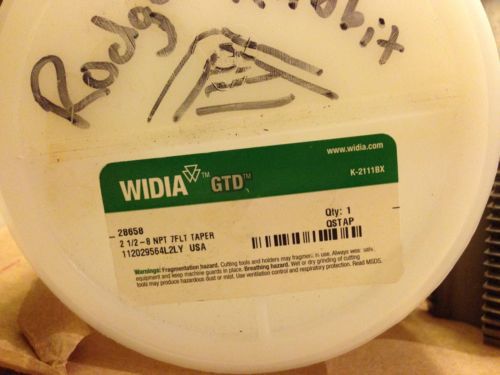 www.widia.com
WIDIA™ GTD™
K-2111BX
28658
Qty: 1
2 1/2-8 NPT 7FLT TAPER
QSTAP
112029564L2LY USA
Warnings: Fragmentation hazard. Cutting tools and holders may fragment in use. Always wear safety
equipment and keep machine guards in place. Breathing hazard. Wet or dry grinding of cutting
tools may produce hazardous dust or mist. Use ventilation control and respiratory protection. Read MSDS.